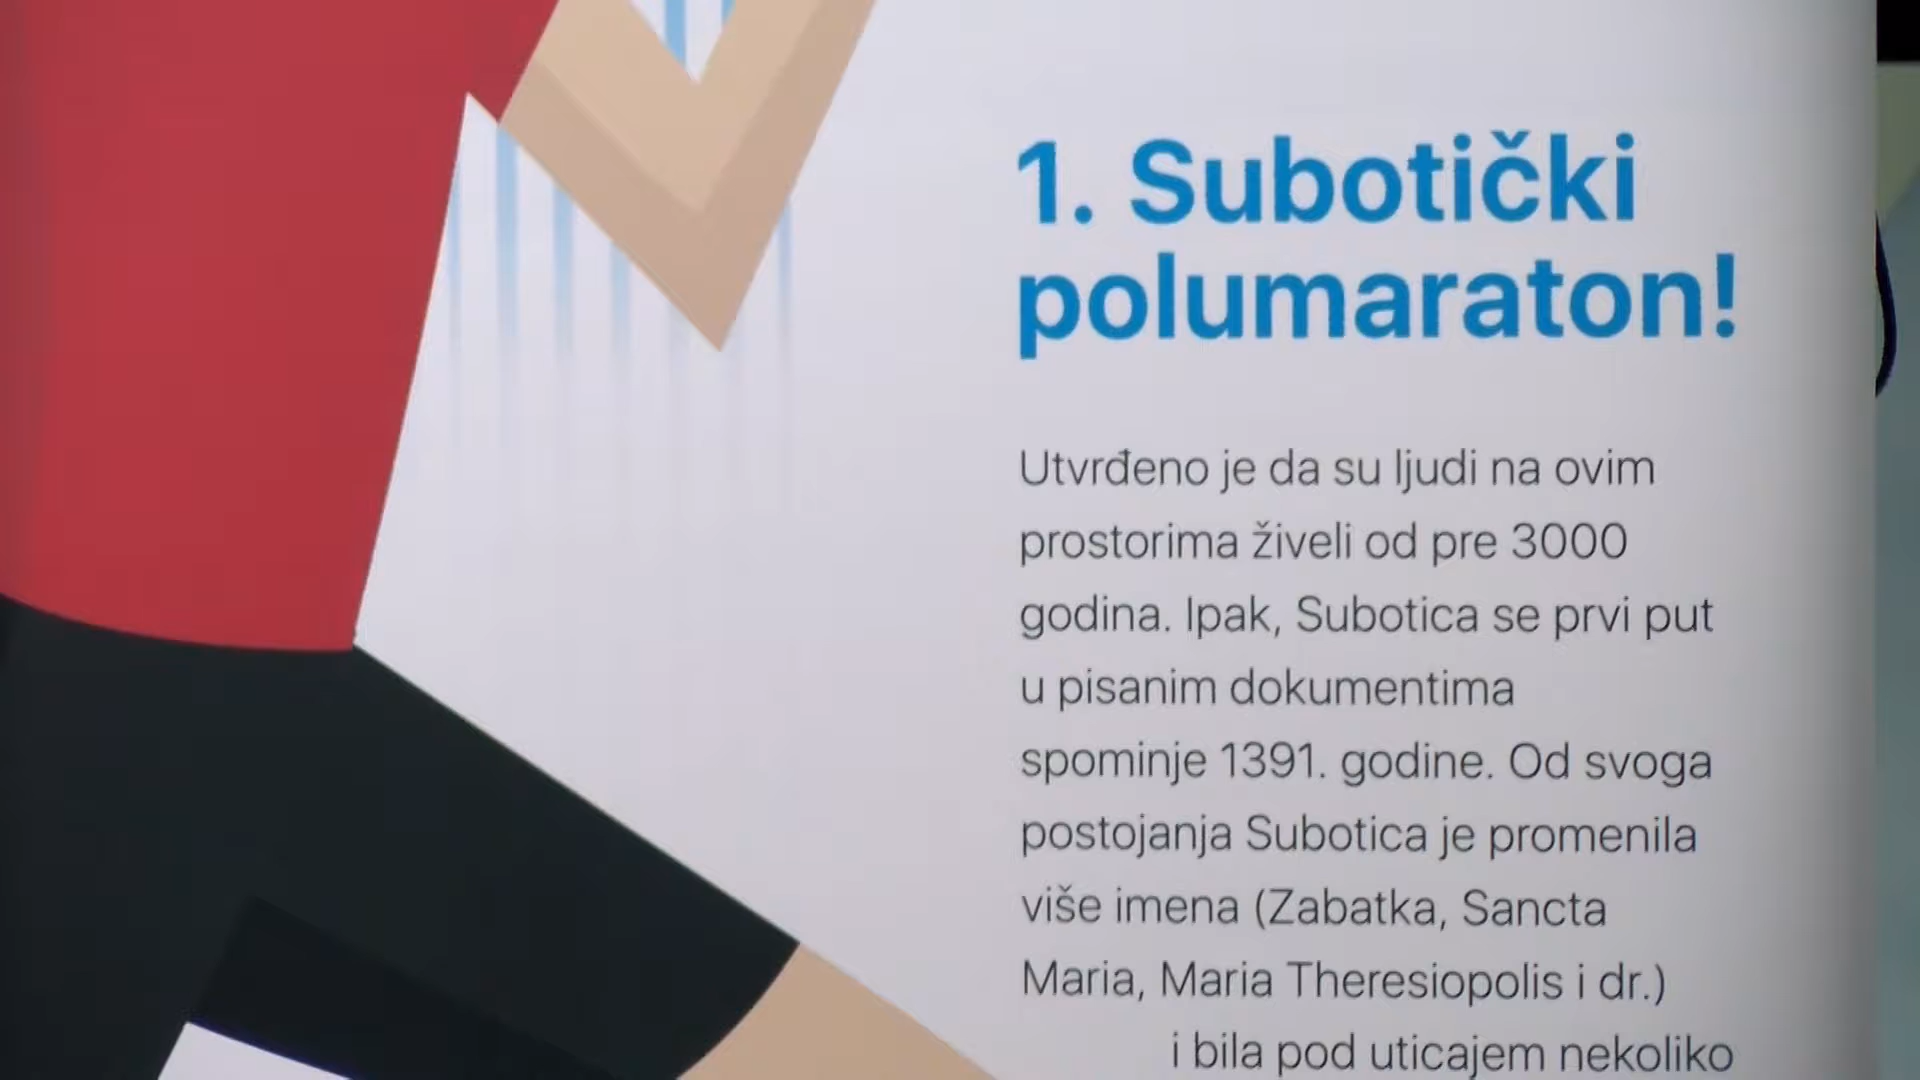 1. Subotički
polumaraton!
Utvrđeno je da su ljudi na ovim
prostorima živeli od pre 3000
godina. Ipak, Subotica se prvi put
u pisanim dokumentima
spominje 1391. godine. Od svoga
postojanja Subotica je promenila
više imena (Zabatka, Sancta
Maria, Maria Theresiopolis i dr.)
i bila pod uticajem nekoliko